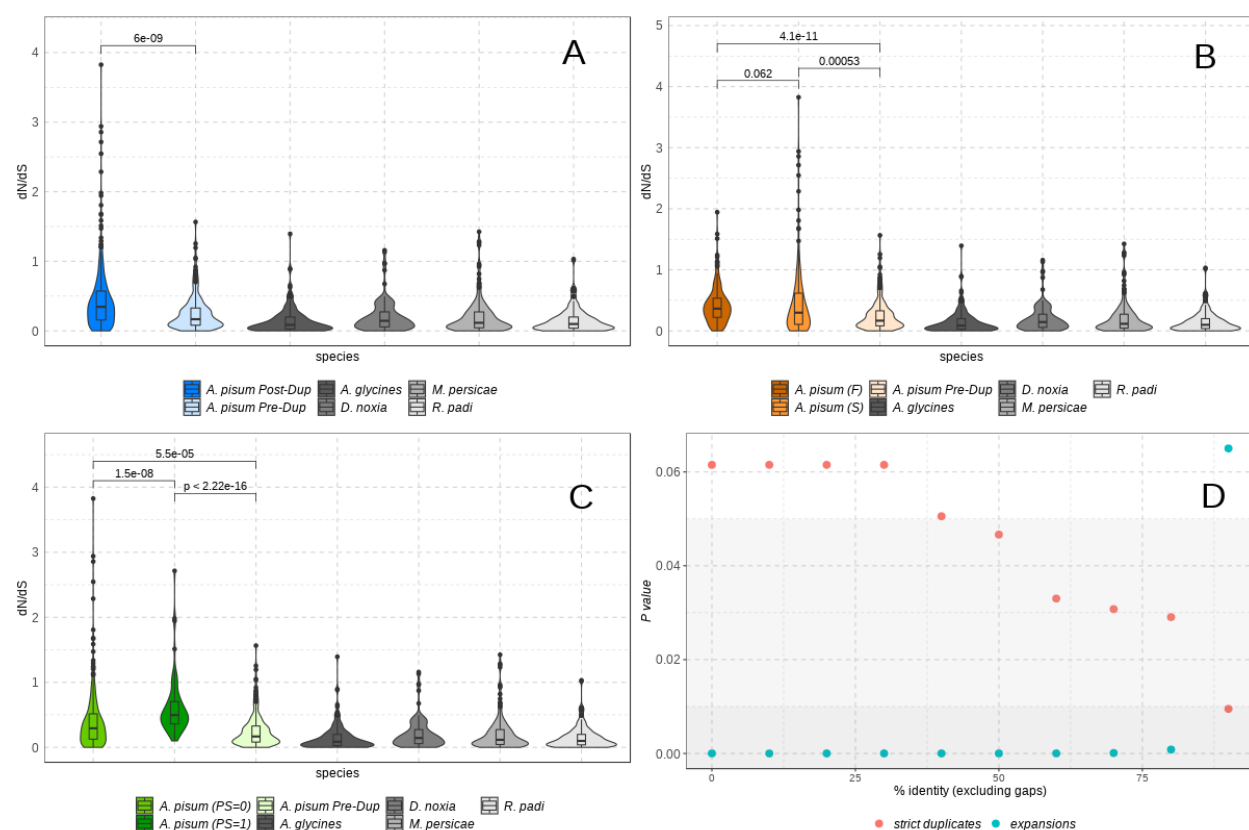 A
6e-09
4
3
2
1
0
dN/dS
species
A. pisum Post-Dup
A. glycines
M. persicae
A. pisum Pre-Dup
D. noxia
R. padi
B
4.1e-11
0.062
0.00053
5
4
3
2
1
0
dN/dS
species
A. pisum (F)
A. pisum Pre-Dup
D. noxia
R. padi
A. pisum (S)
A. glycines
M. persicae
C
5.5e-05
1.5e-08
p < 2.22e-16
4
3
2
1
0
dN/dS
species
A. pisum (PS=0)
A. pisum Pre-Dup
D. noxia
R. padi
A. pisum (PS=1)
A. glycines
M. persicae
D
0.06
0.04
0.02
0.00
P value
0
25
50
75
% identity (excluding gaps)
strict duplicates
expansions